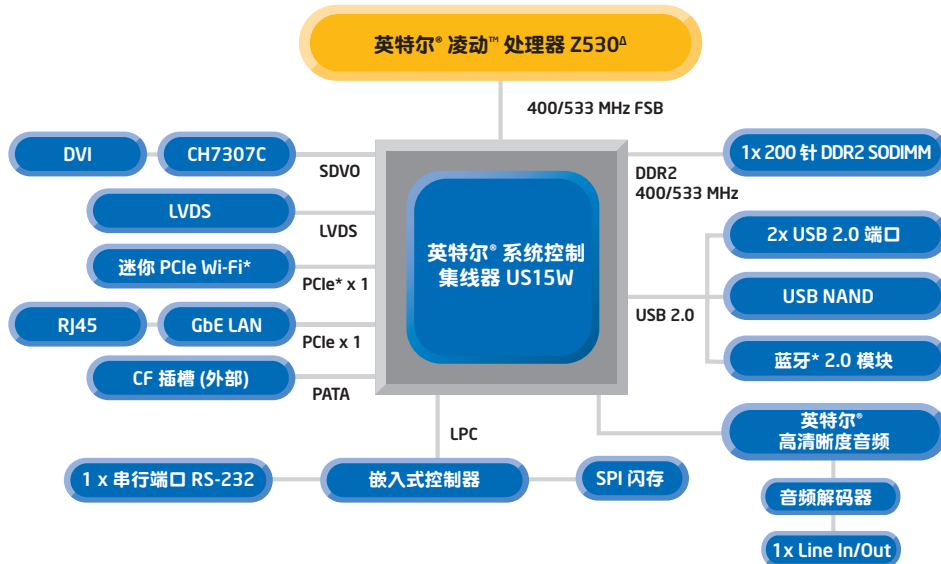 英特尔® 凌动™ 处理器 Z530Δ
400/533 MHz FSB
DVI
CH7307C
SDVO
LVDS
LVDS
迷你 PCIe Wi-Fi*
PCIe* x 1
RJ45
GbE LAN
PCIe x 1
CF 插槽 (外部)
PATA
英特尔® 系统控制
集线器 US15W
1x 200 针 DDR2 SODIMM
DDR2
400/533 MHz
2x USB 2.0 端口
USB NAND
USB 2.0
蓝牙* 2.0 模块
英特尔®
高清晰度音频
音频解码器
1x Line In/Out
LPC
1 x 串行端口 RS-232
嵌入式控制器
SPI 闪存